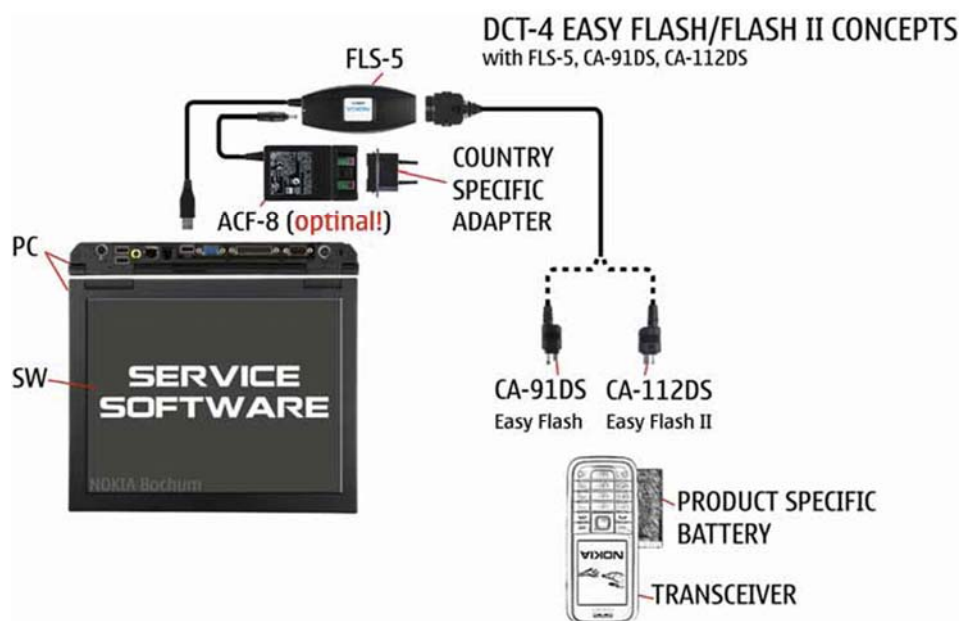 DCT-4 EASY FLASH/FLASH II CONCEPTS
with FLS-5, CA-91DS, CA-112DS
FLS-5
NOKIA
COUNTRY
SPECIFIC
ADAPTER
ACF-8 (optinal!)
PC
SW
SERVICE
SOFTWARE
NOKIA Bochum
CA-91DS
Easy Flash
CA-112DS
Easy Flash II
PRODUCT SPECIFIC
BATTERY
NOKIA
TRANSCEIVER